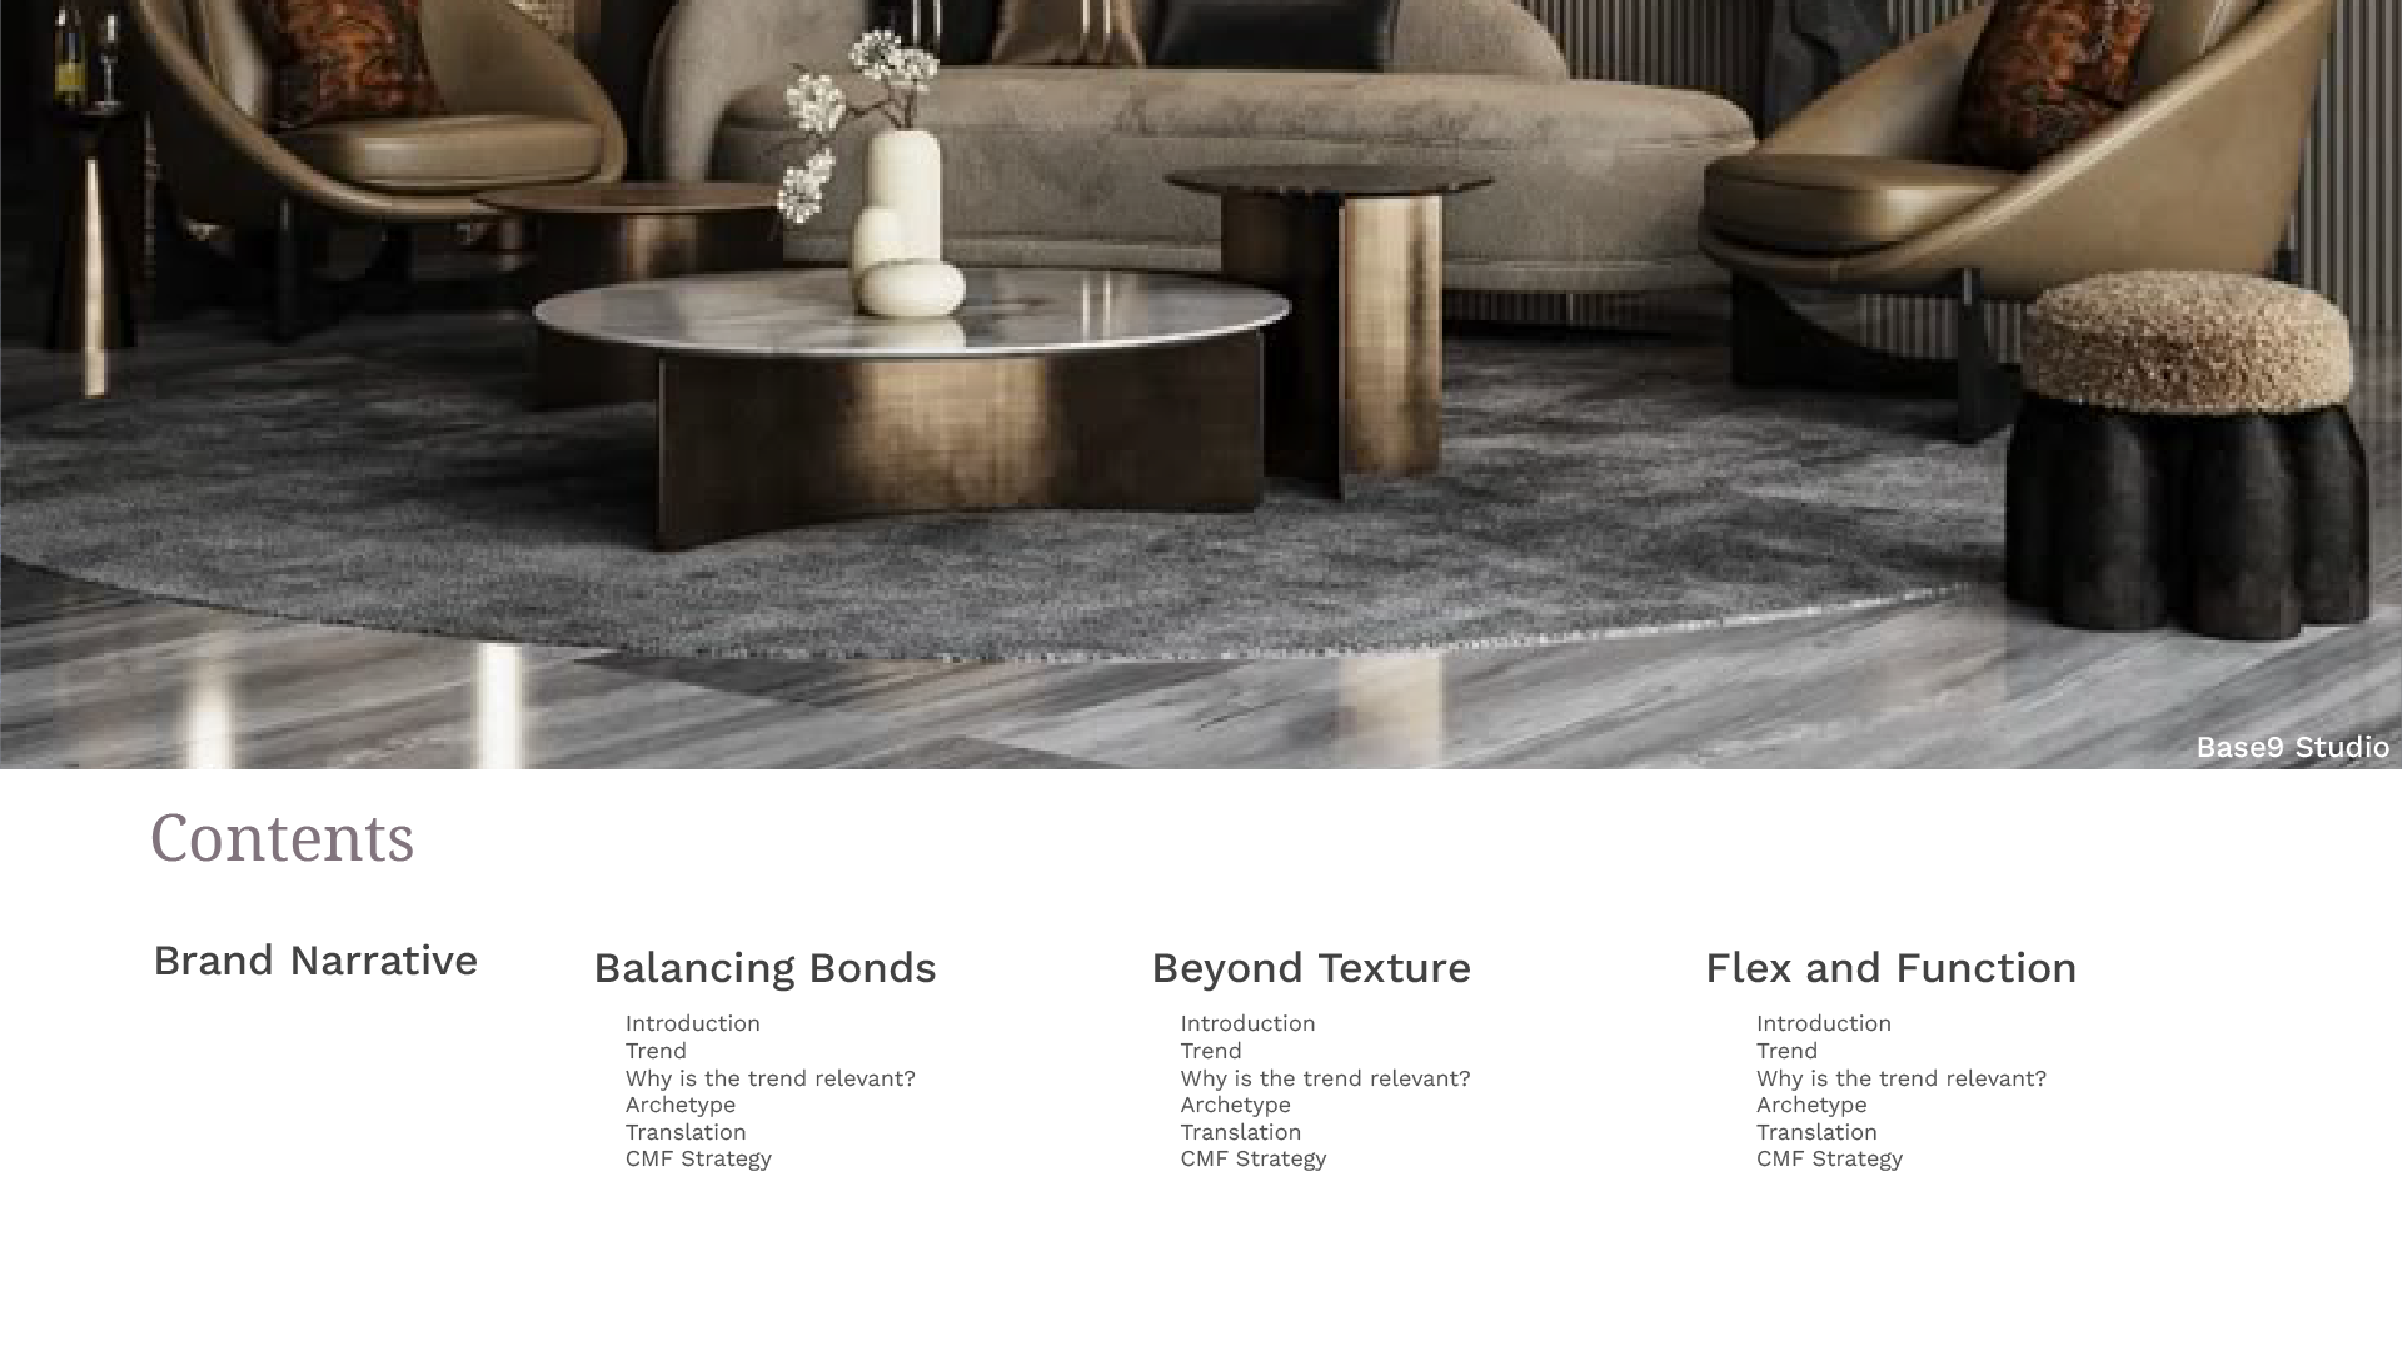 Base9 Studio
Contents
Brand Narrative
Balancing Bonds
Introduction
Trend
Why is the trend relevant?
Archetype
Translation
CMF Strategy
Beyond Texture
Introduction
Trend
Why is the trend relevant?
Archetype
Translation
CMF Strategy
Flex and Function
Introduction
Trend
Why is the trend relevant?
Archetype
Translation
CMF Strategy